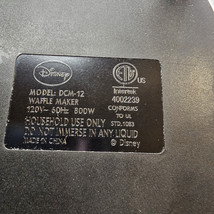 Disney
MODEL: DCM-12
WAFFLE MAKER
120V~ 60Hz 800W
HOUSEHOLD USE ONLY
DO NOT IMMERSE IN ANY LIQUID
MADE IN CHINA
© Disney
ETL
US
Intertek
4002239
CONFORMS
TO UL
STD.1083